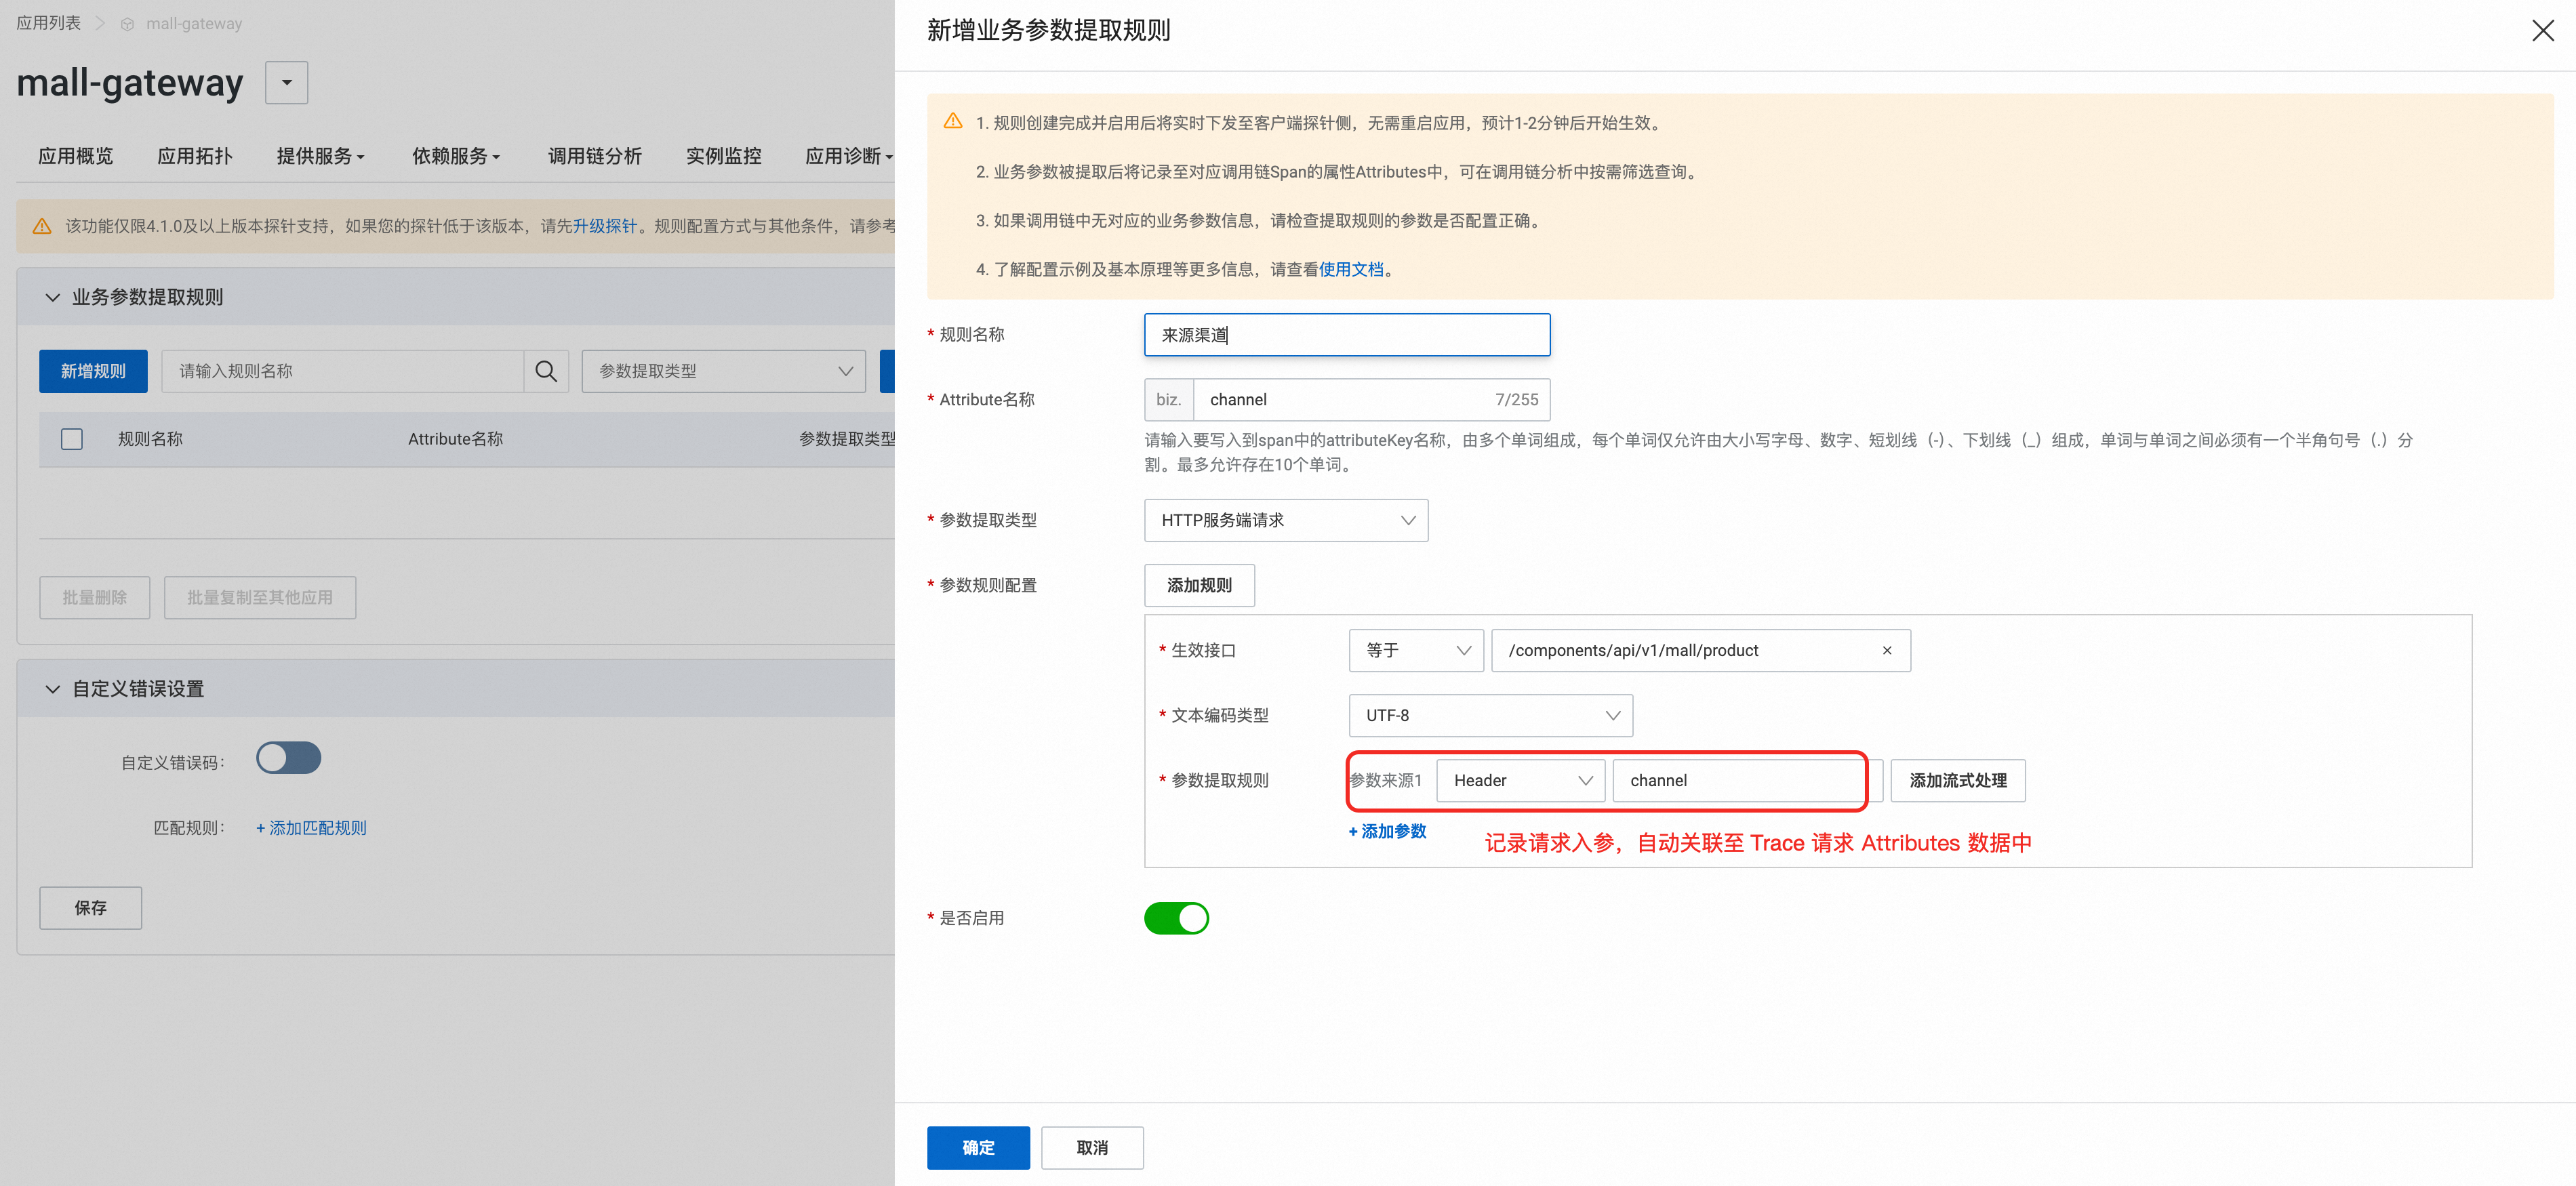 应用列表
mall-gateway
mall-gateway
应用概览
应用拓扑
提供服务
依赖服务
调用链分析
实例监控
应用诊断
该功能仅限4.1.0及以上版本探针支持，如果您的探针低于该版本，请先升级探针。规则配置方式与其他条件，请参考
业务参数提取规则
新增规则
请输入规则名称
参数提取类型
规则名称
Attribute名称
参数提取类型
批量删除
批量复制至其他应用
自定义错误设置
自定义错误码：
匹配规则：
+ 添加匹配规则
保存
新增业务参数提取规则
1. 规则创建完成并启用后将实时下发至客户端探针侧，无需重启应用，预计1-2分钟后开始生效。
2. 业务参数被提取后将记录至对应调用链Span的属性Attributes中，可在调用链分析中按需筛选查询。
3. 如果调用链中无对应的业务参数信息，请检查提取规则的参数是否配置正确。
4. 了解配置示例及基本原理等更多信息，请查看使用文档。
* 规则名称
来源渠道
* Attribute名称
biz.
channel
7/255
请输入要写入到span中的attributeKey名称，由多个单词组成，每个单词仅允许由大小写字母、数字、短划线（-）、下划线（_）组成，单词与单词之间必须有一个半角句号（.）分
割。最多允许存在10个单词。
* 参数提取类型
HTTP服务端请求
* 参数规则配置
添加规则
* 生效接口
等于
/components/api/v1/mall/product
* 文本编码类型
UTF-8
* 参数提取规则
参数来源1
Header
channel
添加流式处理
+ 添加参数
记录请求入参，自动关联至 Trace 请求 Attributes 数据中
* 是否启用
确定
取消